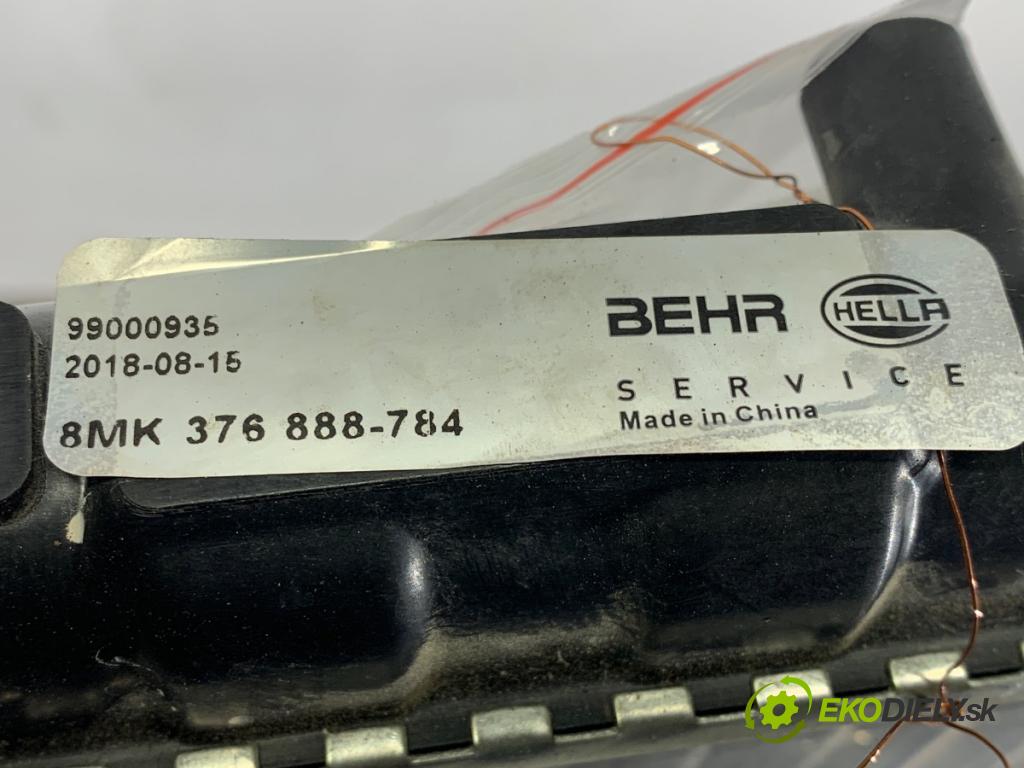 99000935
2018-08-15
8MK 376 888-784
BEHR HELLA
SERVICE
Made in China
EKODIELY.sk